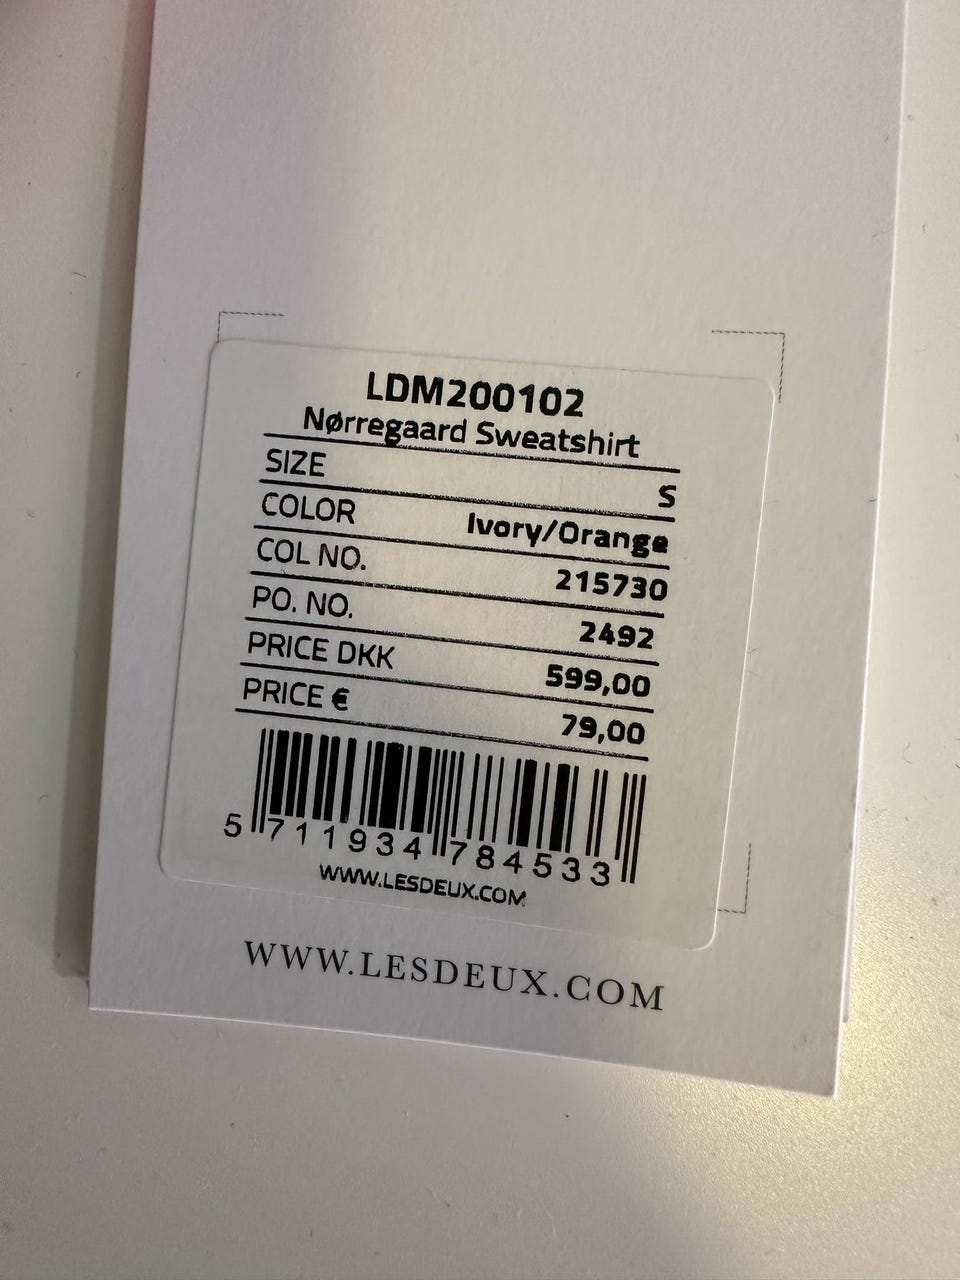 LDM200102
Nørregaard Sweatshirt
SIZE S
COLOR Ivory/Orange
COL NO. 215730
PO. NO. 2492
PRICE DKK 599,00
PRICE € 79,00
5 711934 784533
WWW.LESDEUX.COM
WWW.LESDEUX.COM